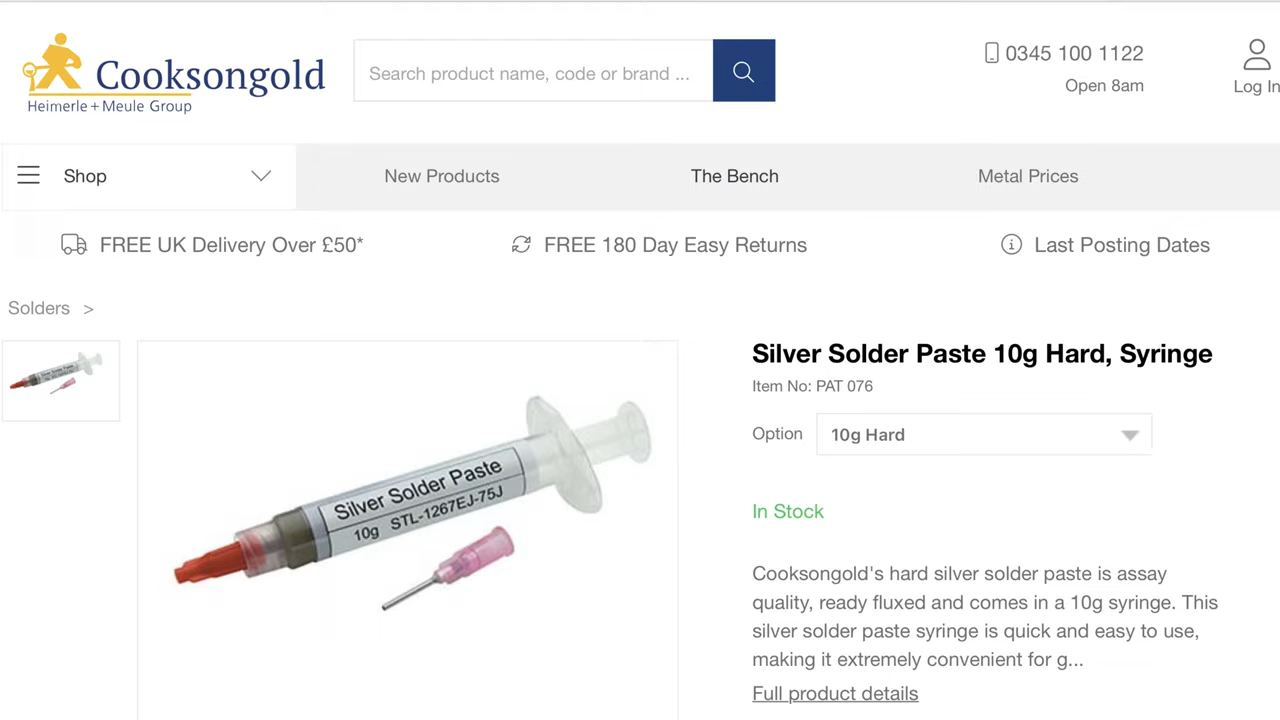 Cooksongold
Heimerle + Meule Group
Search product name, code or brand ...
0345 100 1122
Open 8am
Log In
Shop
New Products
The Bench
Metal Prices
FREE UK Delivery Over £50*
FREE 180 Day Easy Returns
Last Posting Dates
Solders >
Silver Solder Paste
10g STL-1267EJ-75J
Silver Solder Paste 10g Hard, Syringe
Item No: PAT 076
Option
10g Hard
In Stock
Cooksongold's hard silver solder paste is assay
quality, ready fluxed and comes in a 10g syringe. This
silver solder paste syringe is quick and easy to use,
making it extremely convenient for g...
Full product details